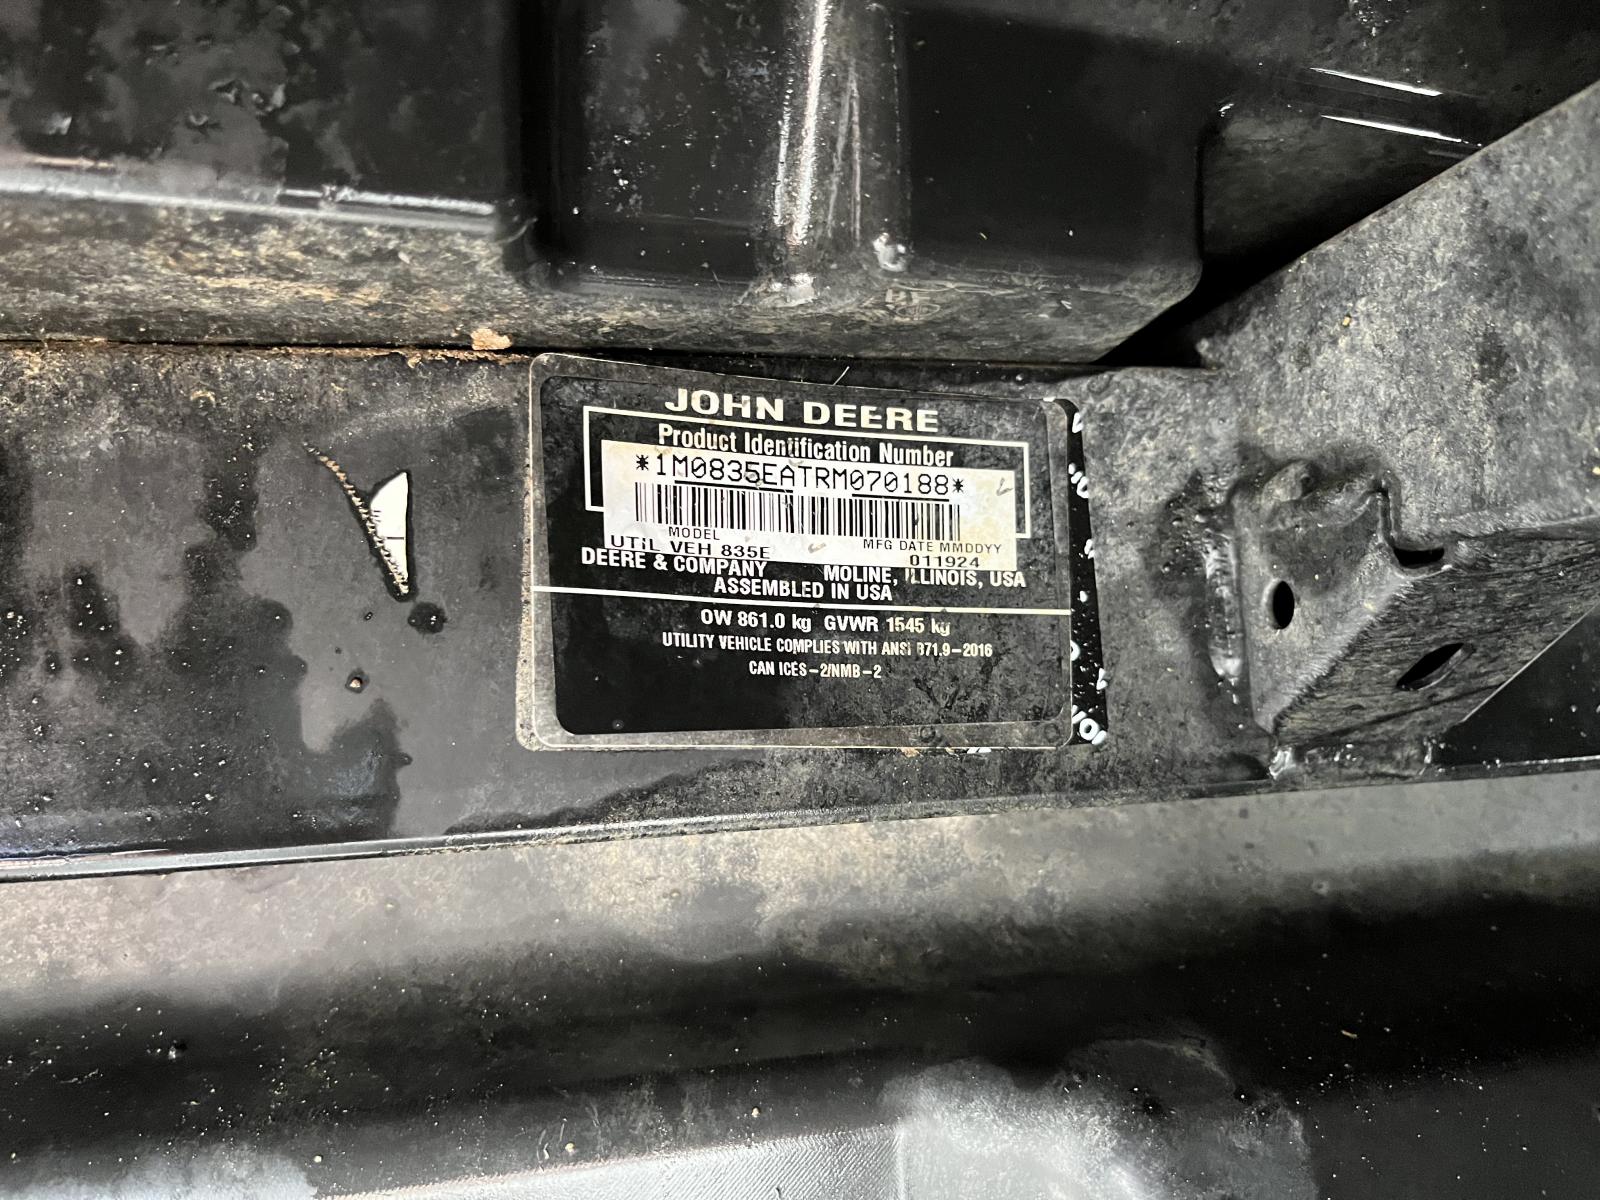 JOHN DEERE
Product Identification Number
*1M0835EATRM070188*
MODEL MFG DATE MMDDYY
UTIL VEH 835E 011924
DEERE & COMPANY MOLINE, ILLINOIS, USA
ASSEMBLED IN USA
OW 861.0 kg GVWR 1545 kg
UTILITY VEHICLE COMPLIES WITH ANSI B71.9-2016
CAN ICES-2/NMB-2